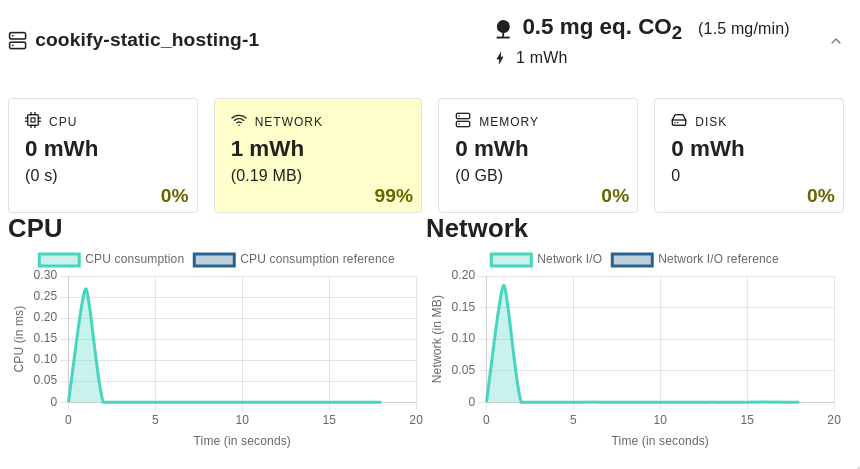 cookify-static_hosting-1
0.5 mg eq. CO2 (1.5 mg/min)
1 mWh
CPU
0 mWh
(0 s)
0%
NETWORK
1 mWh
(0.19 MB)
99%
MEMORY
0 mWh
(0 GB)
0%
DISK
0 mWh
0
0%
CPU
CPU consumption CPU consumption reference
0.30
0.25
0.20
0.15
0.10
0.05
0
CPU (in ms)
0 5 10 15 20
Time (in seconds)
Network
Network I/O Network I/O reference
0.20
0.15
0.10
0.05
0
Network (in MB)
0 5 10 15 20
Time (in seconds)